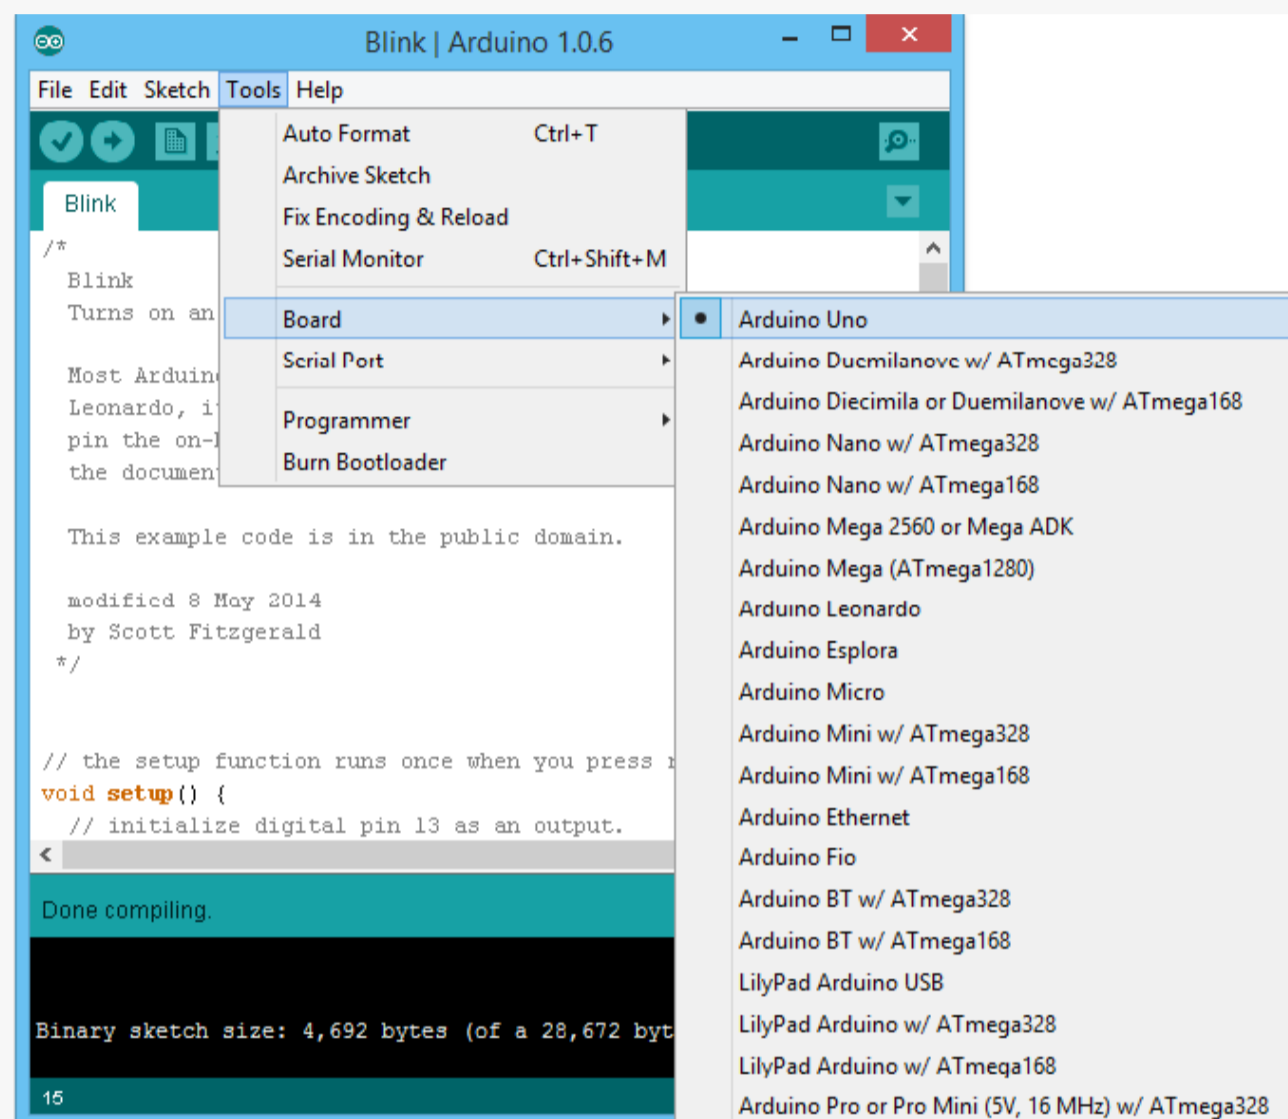 Blink | Arduino 1.0.6
File Edit Sketch Tools Help
Auto Format Ctrl+T
Archive Sketch
Fix Encoding & Reload
Serial Monitor Ctrl+Shift+M
Board
Serial Port
Programmer
Burn Bootloader
Arduino Uno
Arduino Duemilanove w/ ATmega328
Arduino Diecimila or Duemilanove w/ ATmega168
Arduino Nano w/ ATmega328
Arduino Nano w/ ATmega168
Arduino Mega 2560 or Mega ADK
Arduino Mega (ATmega1280)
Arduino Leonardo
Arduino Esplora
Arduino Micro
Arduino Mini w/ ATmega328
Arduino Mini w/ ATmega168
Arduino Ethernet
Arduino Fio
Arduino BT w/ ATmega328
Arduino BT w/ ATmega168
LilyPad Arduino USB
LilyPad Arduino w/ ATmega328
LilyPad Arduino w/ ATmega168
Arduino Pro or Pro Mini (5V, 16 MHz) w/ ATmega328
Blink
/*
Blink
Turns on an
Most Arduin
Leonardo, i
pin the on-
the documen
This example code is in the public domain.
modified 8 May 2014
by Scott Fitzgerald
*/
// the setup function runs once when you press
void setup() {
// initialize digital pin 13 as an output.
Done compiling.
Binary sketch size: 4,692 bytes (of a 28,672 byt
15